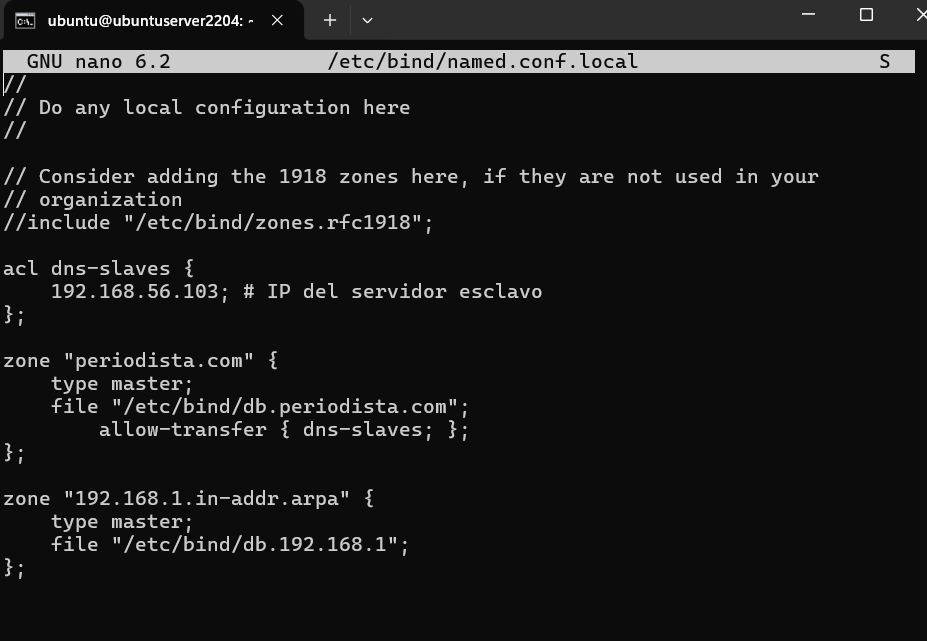 ubuntu@ubuntuserver2204: ~
GNU nano 6.2 /etc/bind/named.conf.local S
//
// Do any local configuration here
//
// Consider adding the 1918 zones here, if they are not used in your
// organization
//include "/etc/bind/zones.rfc1918";
acl dns-slaves {
    192.168.56.103; # IP del servidor esclavo
};
zone "periodista.com" {
    type master;
    file "/etc/bind/db.periodista.com";
        allow-transfer { dns-slaves; };
};
zone "192.168.1.in-addr.arpa" {
    type master;
    file "/etc/bind/db.192.168.1";
};